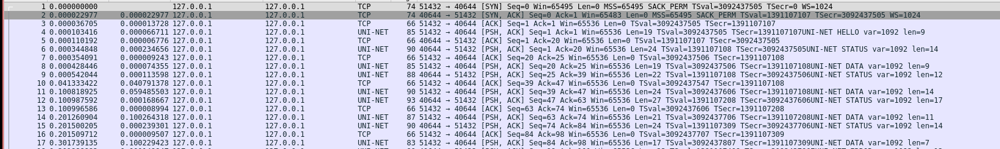 1 0.000000000 127.0.0.1 127.0.0.1 TCP 74 51432 → 40644 [SYN] Seq=0 Win=65495 Len=0 MSS=65495 SACK_PERM TSval=3092437505 TSecr=0 WS=1024
2 0.000022977 0.000022977 127.0.0.1 127.0.0.1 TCP 74 40644 → 51432 [SYN, ACK] Seq=0 Ack=1 Win=65483 Len=0 MSS=65495 SACK_PERM TSval=1391107107 TSecr=3092437505 WS=1024
3 0.000036705 0.000013728 127.0.0.1 127.0.0.1 TCP 66 51432 → 40644 [ACK] Seq=1 Ack=1 Win=65536 Len=0 TSval=3092437505 TSecr=1391107107
4 0.000103416 0.000066711 127.0.0.1 127.0.0.1 UNI-NET 85 51432 → 40644 [PSH, ACK] Seq=1 Ack=1 Win=65536 Len=19 TSval=3092437505 TSecr=1391107107UNI-NET HELLO var=1092 len=9
5 0.000110192 0.000006776 127.0.0.1 127.0.0.1 TCP 66 40644 → 51432 [ACK] Seq=1 Ack=20 Win=65536 Len=0 TSval=1391107107 TSecr=3092437505
6 0.000344848 0.000234656 127.0.0.1 127.0.0.1 UNI-NET 90 40644 → 51432 [PSH, ACK] Seq=1 Ack=20 Win=65536 Len=24 TSval=1391107108 TSecr=3092437505UNI-NET STATUS var=1092 len=14
7 0.000354091 0.000009243 127.0.0.1 127.0.0.1 TCP 66 51432 → 40644 [ACK] Seq=20 Ack=25 Win=65536 Len=0 TSval=3092437506 TSecr=1391107108
8 0.000428446 0.000074355 127.0.0.1 127.0.0.1 UNI-NET 85 51432 → 40644 [PSH, ACK] Seq=20 Ack=25 Win=65536 Len=19 TSval=3092437506 TSecr=1391107108UNI-NET DATA var=1092 len=9
9 0.000542044 0.000113598 127.0.0.1 127.0.0.1 UNI-NET 88 40644 → 51432 [PSH, ACK] Seq=25 Ack=39 Win=65536 Len=22 TSval=1391107108 TSecr=3092437506UNI-NET STATUS var=1092 len=12
10 0.041333422 0.040791378 127.0.0.1 127.0.0.1 TCP 66 51432 → 40644 [ACK] Seq=39 Ack=47 Win=65536 Len=0 TSval=3092437547 TSecr=1391107108
11 0.100818925 0.059485503 127.0.0.1 127.0.0.1 UNI-NET 90 51432 → 40644 [PSH, ACK] Seq=39 Ack=47 Win=65536 Len=24 TSval=3092437606 TSecr=1391107108UNI-NET DATA var=1092 len=14
12 0.100987592 0.000168667 127.0.0.1 127.0.0.1 UNI-NET 93 40644 → 51432 [PSH, ACK] Seq=47 Ack=63 Win=65536 Len=27 TSval=1391107208 TSecr=3092437606UNI-NET STATUS var=1092 len=17
13 0.100996586 0.000008994 127.0.0.1 127.0.0.1 TCP 66 51432 → 40644 [ACK] Seq=63 Ack=74 Win=65536 Len=0 TSval=3092437606 TSecr=1391107208
14 0.201260904 0.100264318 127.0.0.1 127.0.0.1 UNI-NET 87 51432 → 40644 [PSH, ACK] Seq=63 Ack=74 Win=65536 Len=21 TSval=3092437706 TSecr=1391107208UNI-NET DATA var=1092 len=11
15 0.201500205 0.000239301 127.0.0.1 127.0.0.1 UNI-NET 90 40644 → 51432 [PSH, ACK] Seq=74 Ack=84 Win=65536 Len=24 TSval=1391107309 TSecr=3092437706UNI-NET STATUS var=1092 len=14
16 0.201509712 0.000009507 127.0.0.1 127.0.0.1 TCP 66 51432 → 40644 [ACK] Seq=84 Ack=98 Win=65536 Len=0 TSval=3092437707 TSecr=1391107309
17 0.301739135 0.100229423 127.0.0.1 127.0.0.1 UNI-NET 83 51432 → 40644 [PSH, ACK] Seq=84 Ack=98 Win=65536 Len=17 TSval=3092437807 TSecr=1391107309UNI-NET DATA var=1092 len=7